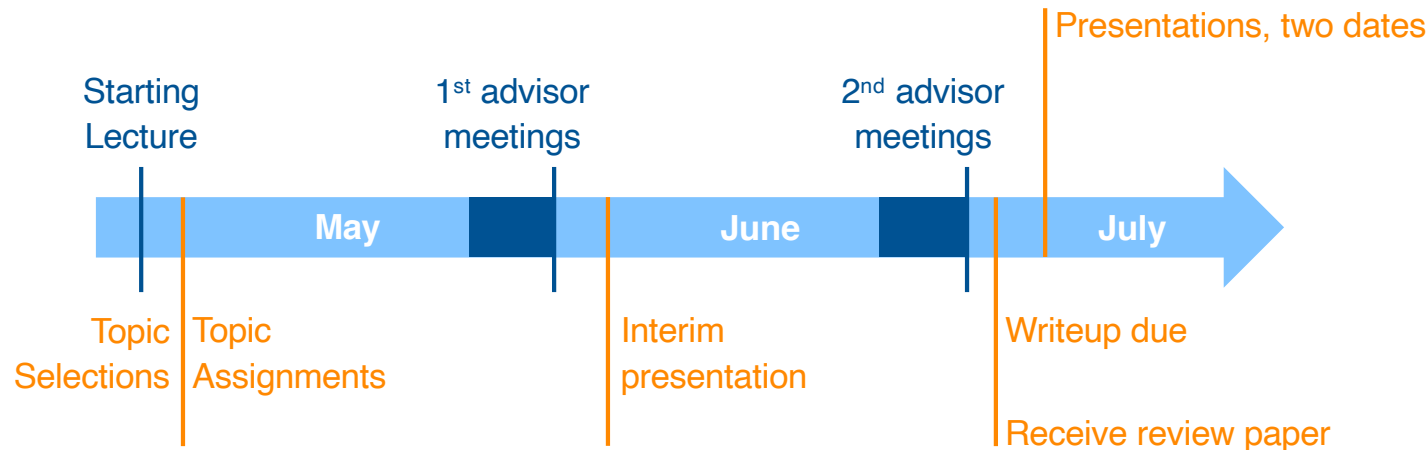 Presentations, two dates
Starting
Lecture
1st advisor
meetings
2nd advisor
meetings
May
June
July
Topic
Selections
Topic
Assignments
Interim
presentation
Writeup due
Receive review paper